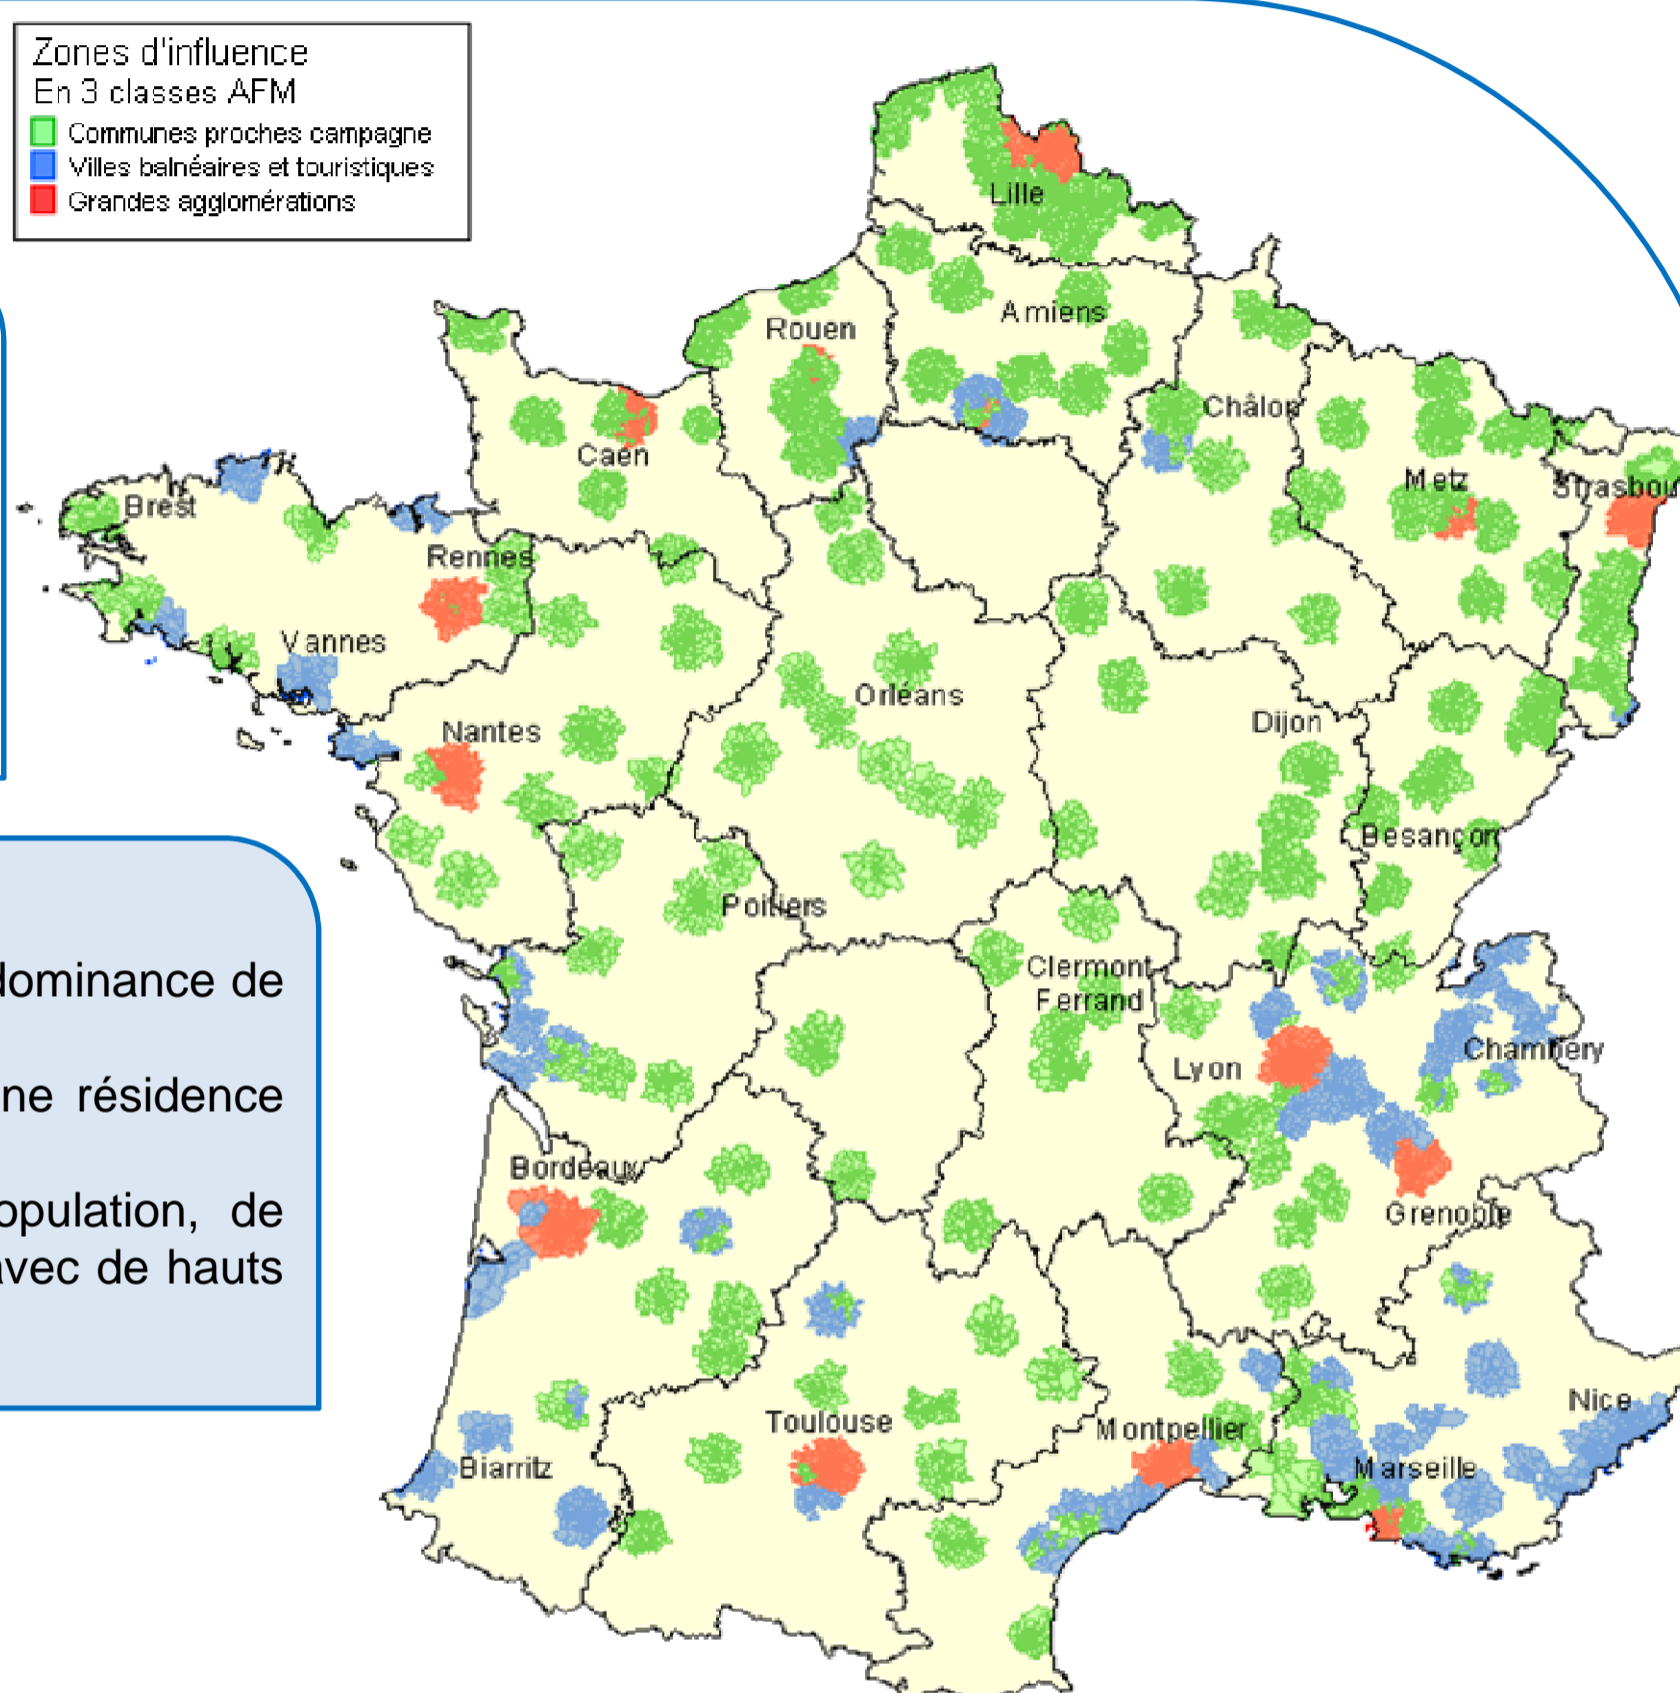 Zones d'influence
En 3 classes AFM
Communes proches campagne
Villes balnéaires et touristiques
Grandes agglomérations
Lille
Amiens
Rouen
Châlon
Caen
Metz
Strasbou
Brest
Rennes
Vannes
Orléans
Nantes
Dijon
Besançon
Poitiers
dominance de
Clermont
Ferrand
Lyon
Chambéry
ne résidence
Bordeaux
opulation, de
Grenoble
avec de hauts
Nice
Toulouse
Montpellier
Marseille
Biarritz